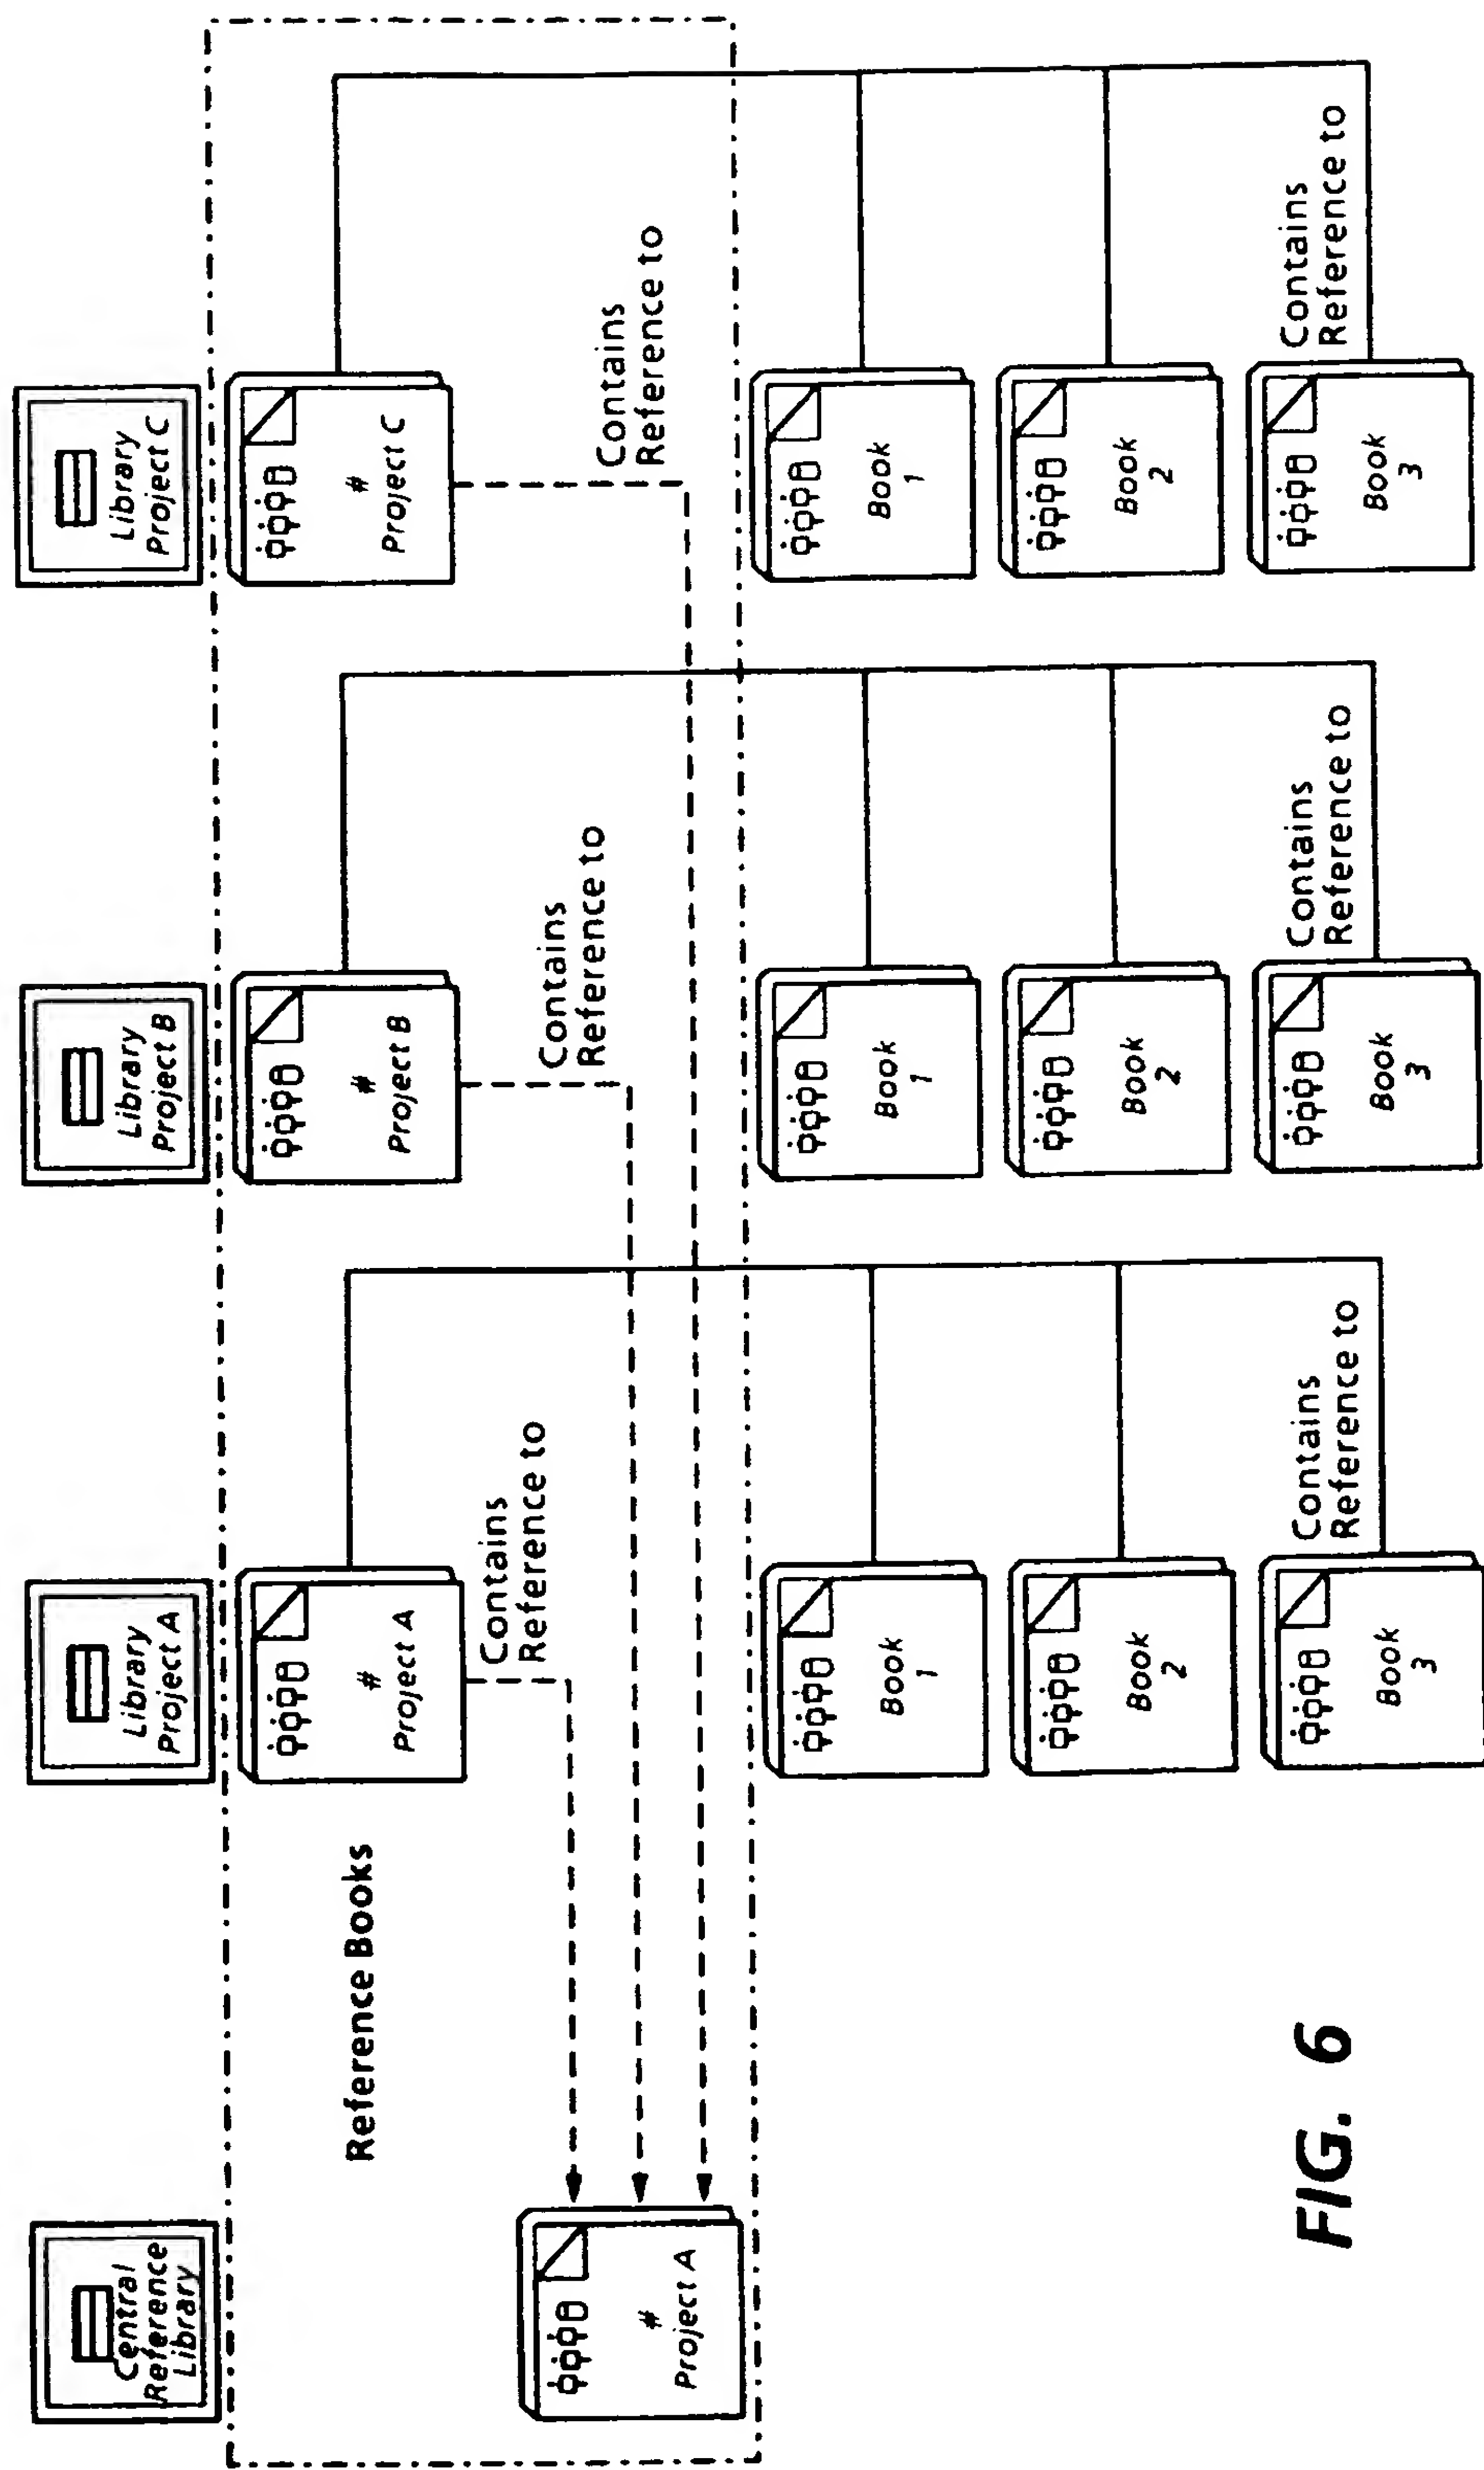 Central
Reference
Library
Library
Project A
Library
Project B
Library
Project C
Reference Books
#
Project A
#
Project B
#
Project C
Contains
Reference to
Contains
Reference to
Contains
Reference to
#
Project A
Book
1
Book
1
Book
1
Book
2
Book
2
Book
2
Contains
Reference to
Contains
Reference to
Contains
Reference to
Book
3
Book
3
Book
3
FIG. 6